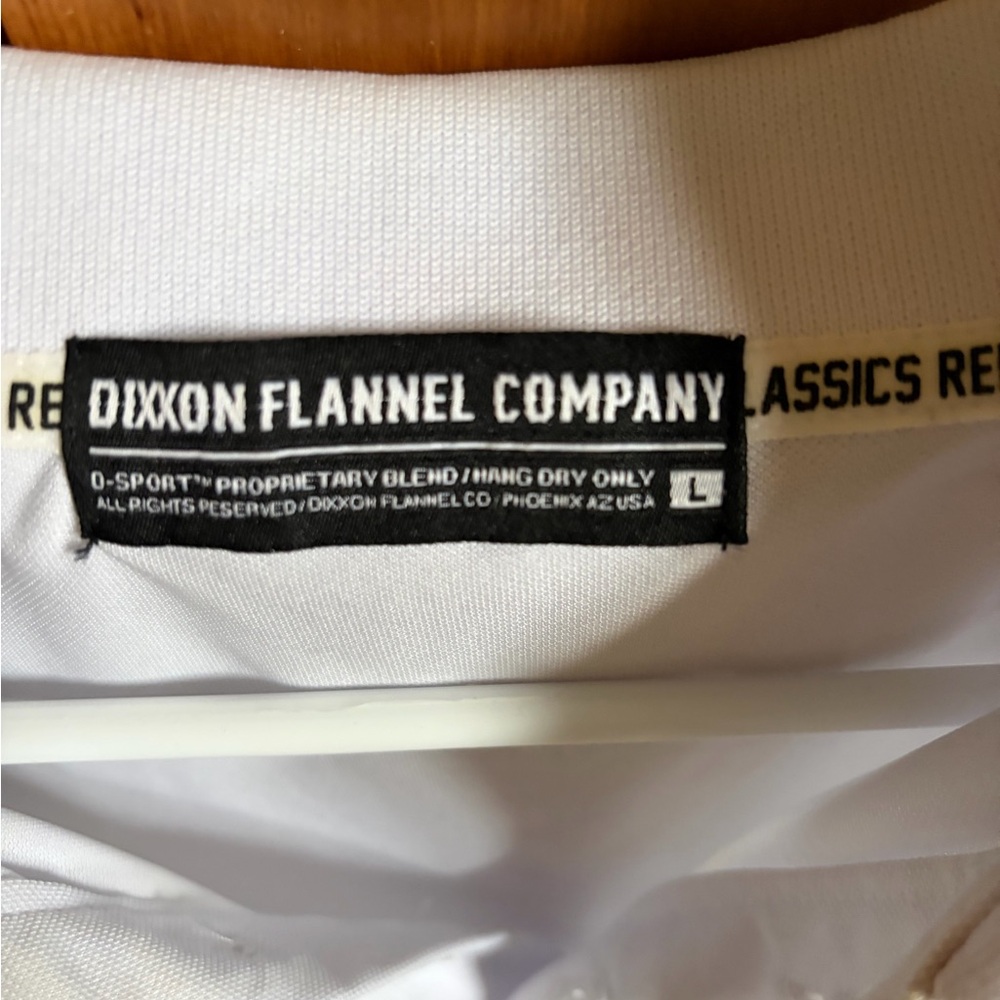 DIXXON FLANNEL COMPANY
D-SPORT™ PROPRIETARY BLEND/HANG DRY ONLY
ALL RIGHTS RESERVED/DIXXON FLANNEL CO/PHOENIX AZ USA
L
RE
LASSICS RE